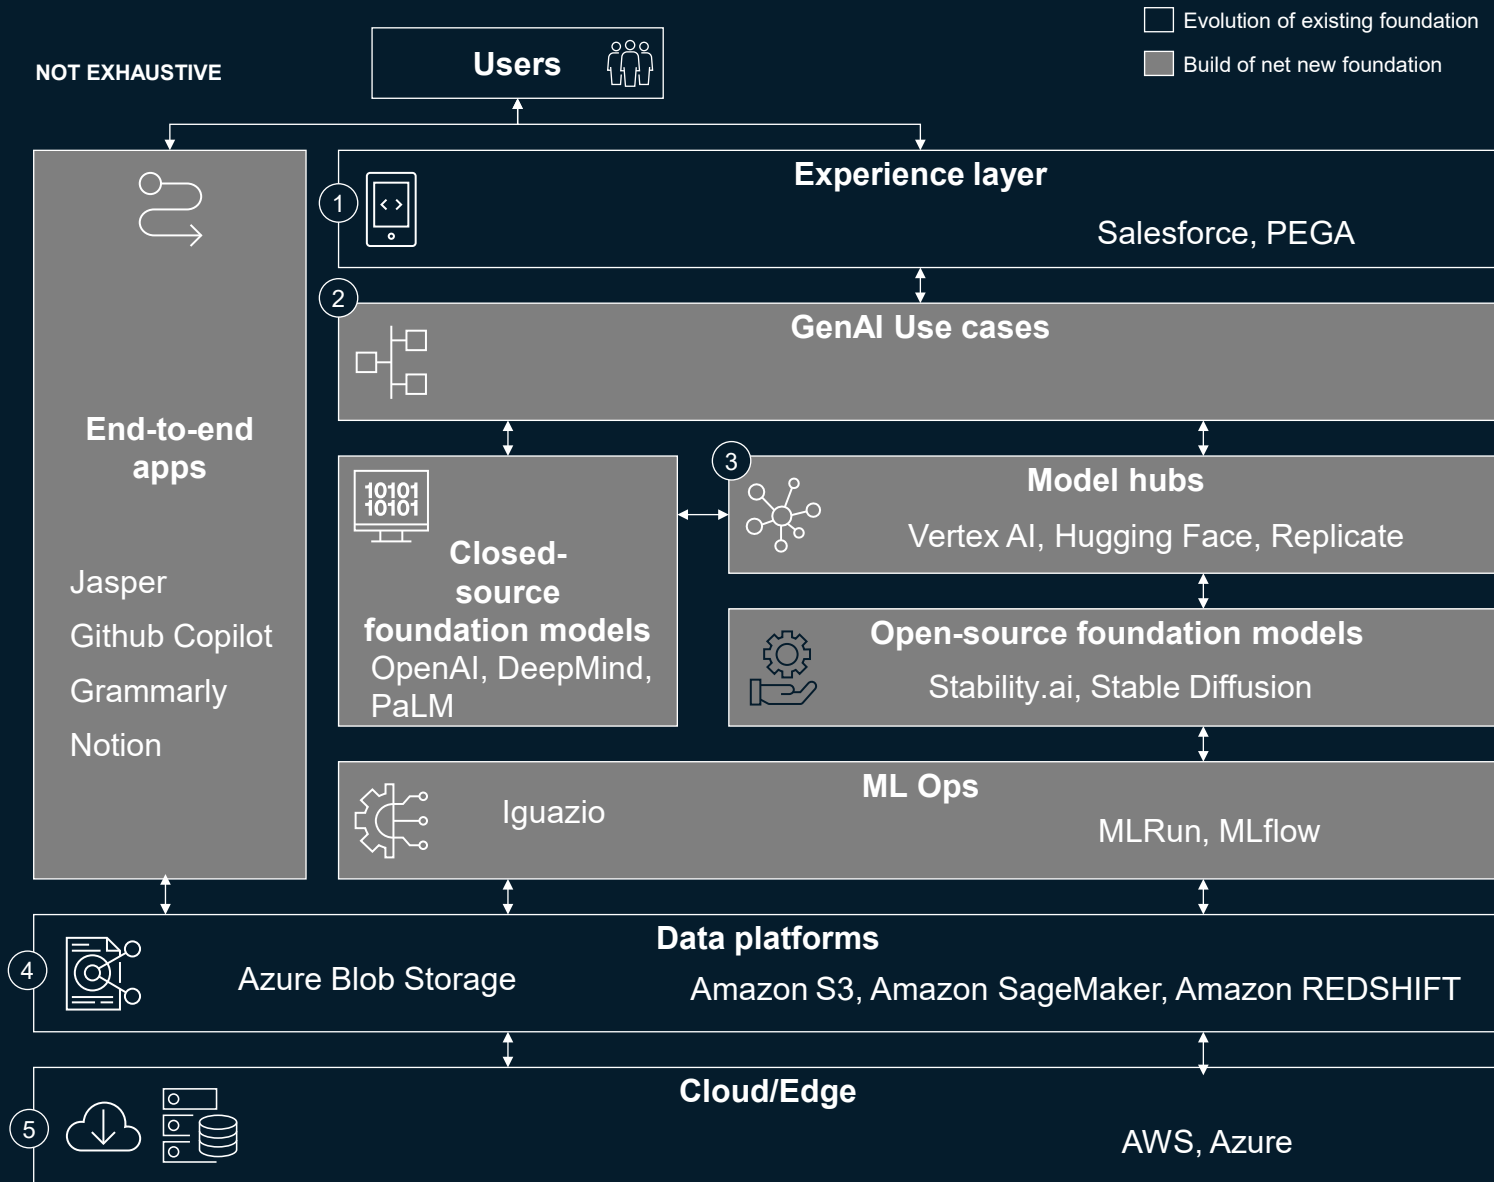 Evolution of existing foundation
Build of net new foundation
NOT EXHAUSTIVE
Users
End-to-end
apps
Jasper
Github Copilot
Grammarly
Notion
1
Experience layer
Salesforce, PEGA
2
GenAI Use cases
10101
10101
Closed-
source
foundation models
OpenAI, DeepMind,
PaLM
3
Model hubs
Vertex AI, Hugging Face, Replicate
Open-source foundation models
Stability.ai, Stable Diffusion
ML Ops
Iguazio
MLRun, MLflow
4
Data platforms
Azure Blob Storage
Amazon S3, Amazon SageMaker, Amazon REDSHIFT
5
Cloud/Edge
AWS, Azure